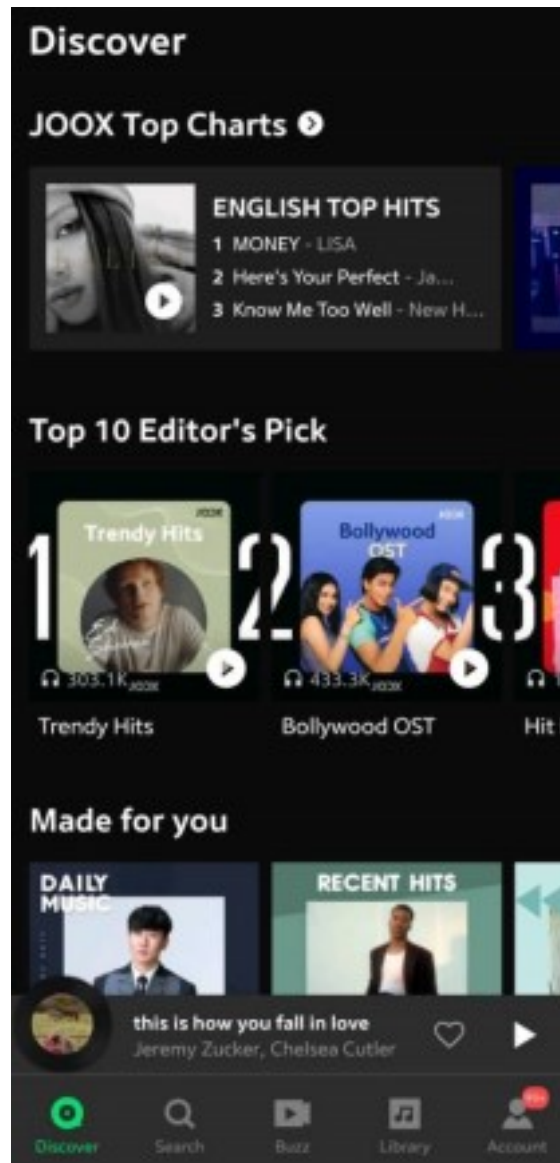 Discover
JOOX Top Charts
ENGLISH TOP HITS
1 MONEY - LISA
2 Here's Your Perfect - Ja...
3 Know Me Too Well - New H...
Top 10 Editor's Pick
1
JOOX
Trendy Hits
303.1K
JOOX
Trendy Hits
2
JOOX
Bollywood
OST
433.3K
JOOX
Bollywood OST
3
Hit
Made for you
DAILY
MUSIC
RECENT HITS
this is how you fall in love
Jeremy Zucker, Chelsea Cutler
Discover
Search
Buzz
Library
99+
Account